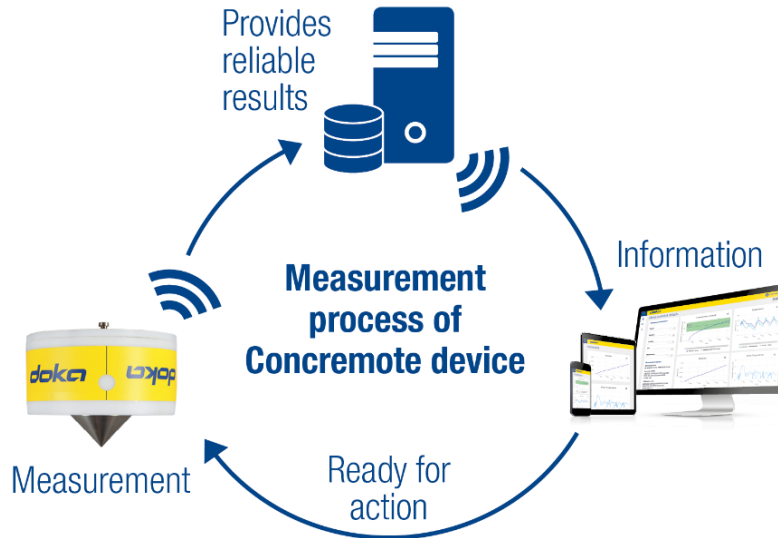 Provides
reliable
results
Information
Measurement
process of
Concremote device
doka
doka
Measurement
Ready for
action